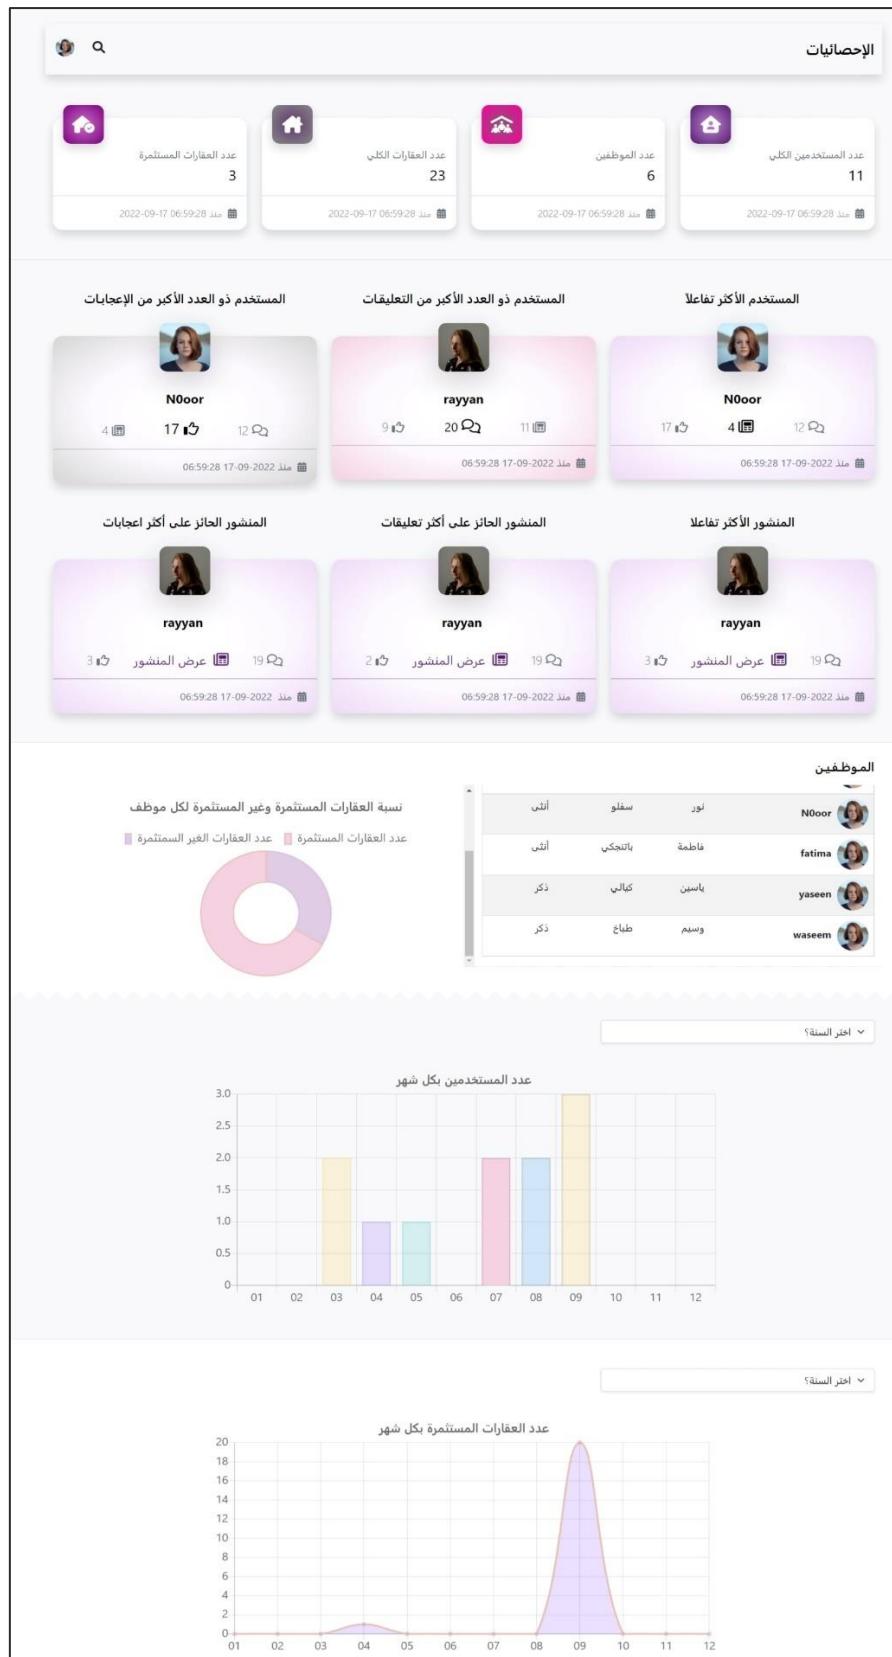 الإحصائيات
عدد المستخدمين الكلي
11
منذ 06:59:28 17-09-2022
عدد الموظفين
6
منذ 06:59:28 17-09-2022
عدد العقارات الكلي
23
منذ 06:59:28 17-09-2022
عدد العقارات المستثمرة
3
منذ 06:59:28 17-09-2022
المستخدم الأكثر تفاعلاً
N0oor
12 4 17
منذ 2022-09-17 06:59:28
المستخدم ذو العدد الأكبر من التعليقات
rayyan
11 20 9
منذ 2022-09-17 06:59:28
المستخدم ذو العدد الأكبر من الإعجابات
N0oor
12 17 4
منذ 2022-09-17 06:59:28
المنشور الأكثر تفاعلا
rayyan
19 عرض المنشور 3
منذ 2022-09-17 06:59:28
المنشور الحائز على أكثر تعليقات
rayyan
19 عرض المنشور 2
منذ 2022-09-17 06:59:28
المنشور الحائز على أكثر اعجابات
rayyan
19 عرض المنشور 3
منذ 2022-09-17 06:59:28
الموظفين
N0oor نور سفلو أنثى
fatima فاطمة باتنجكي أنثى
yaseen ياسين كيالي ذكر
waseem وسيم طباخ ذكر
نسبة العقارات المستثمرة وغير المستثمرة لكل موظف
عدد العقارات المستثمرة عدد العقارات الغير السمتثمرة
اختر السنة؟
عدد المستخدمين بكل شهر
3.0
2.5
2.0
1.5
1.0
0.5
0
01 02 03 04 05 06 07 08 09 10 11 12
اختر السنة؟
عدد العقارات المستثمرة بكل شهر
20
18
16
14
12
10
8
6
4
2
0
01 02 03 04 05 06 07 08 09 10 11 12